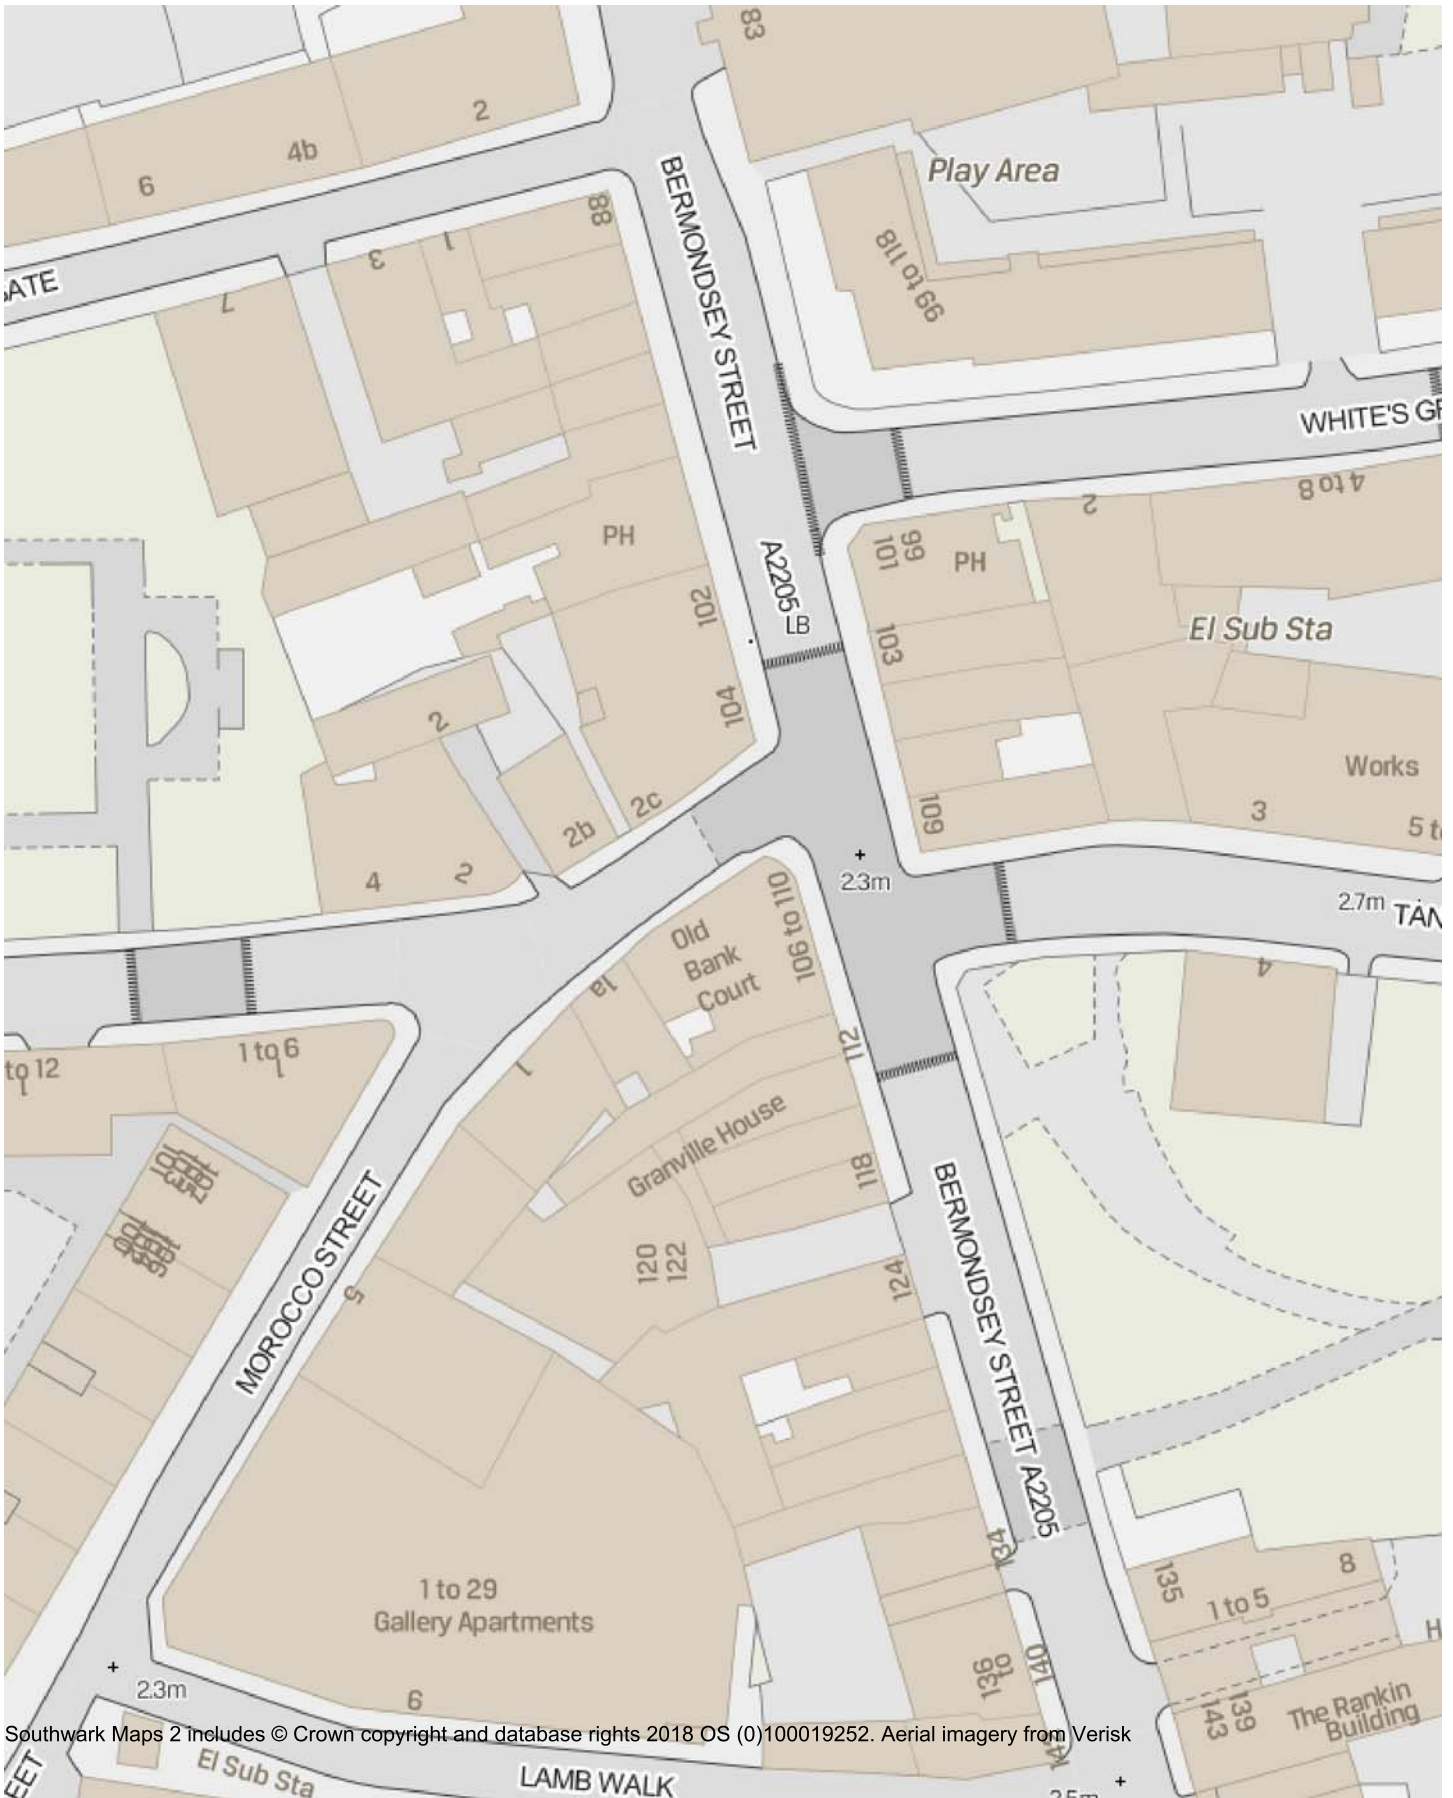 83
2
4b
6
BERMONDSEY STREET
Play Area
88
1
3
99 to 118
7
WHITE'S
4 to 8
2
PH
A2205
LB
101
99
PH
102
103
El Sub Sta
104
2
Works
2c
2b
109
3
2
4
2.3m
2.7m
106 to 110
Old
Bank
Court
1a
4
112
1 to 6
1
to 12
1
1
Granville House
118
101
103
105
107
BERMONDSEY STREET A2205
MOROCCO STREET
120
122
124
5
134
1 to 29
Gallery Apartments
135
8
1 to 5
140
136
to
2.3m
9
139
143
The Rankin
Building
Southwark Maps 2 includes © Crown copyright and database rights 2018 OS (0)100019252. Aerial imagery from Verisk
El Sub Sta
LAMB WALK